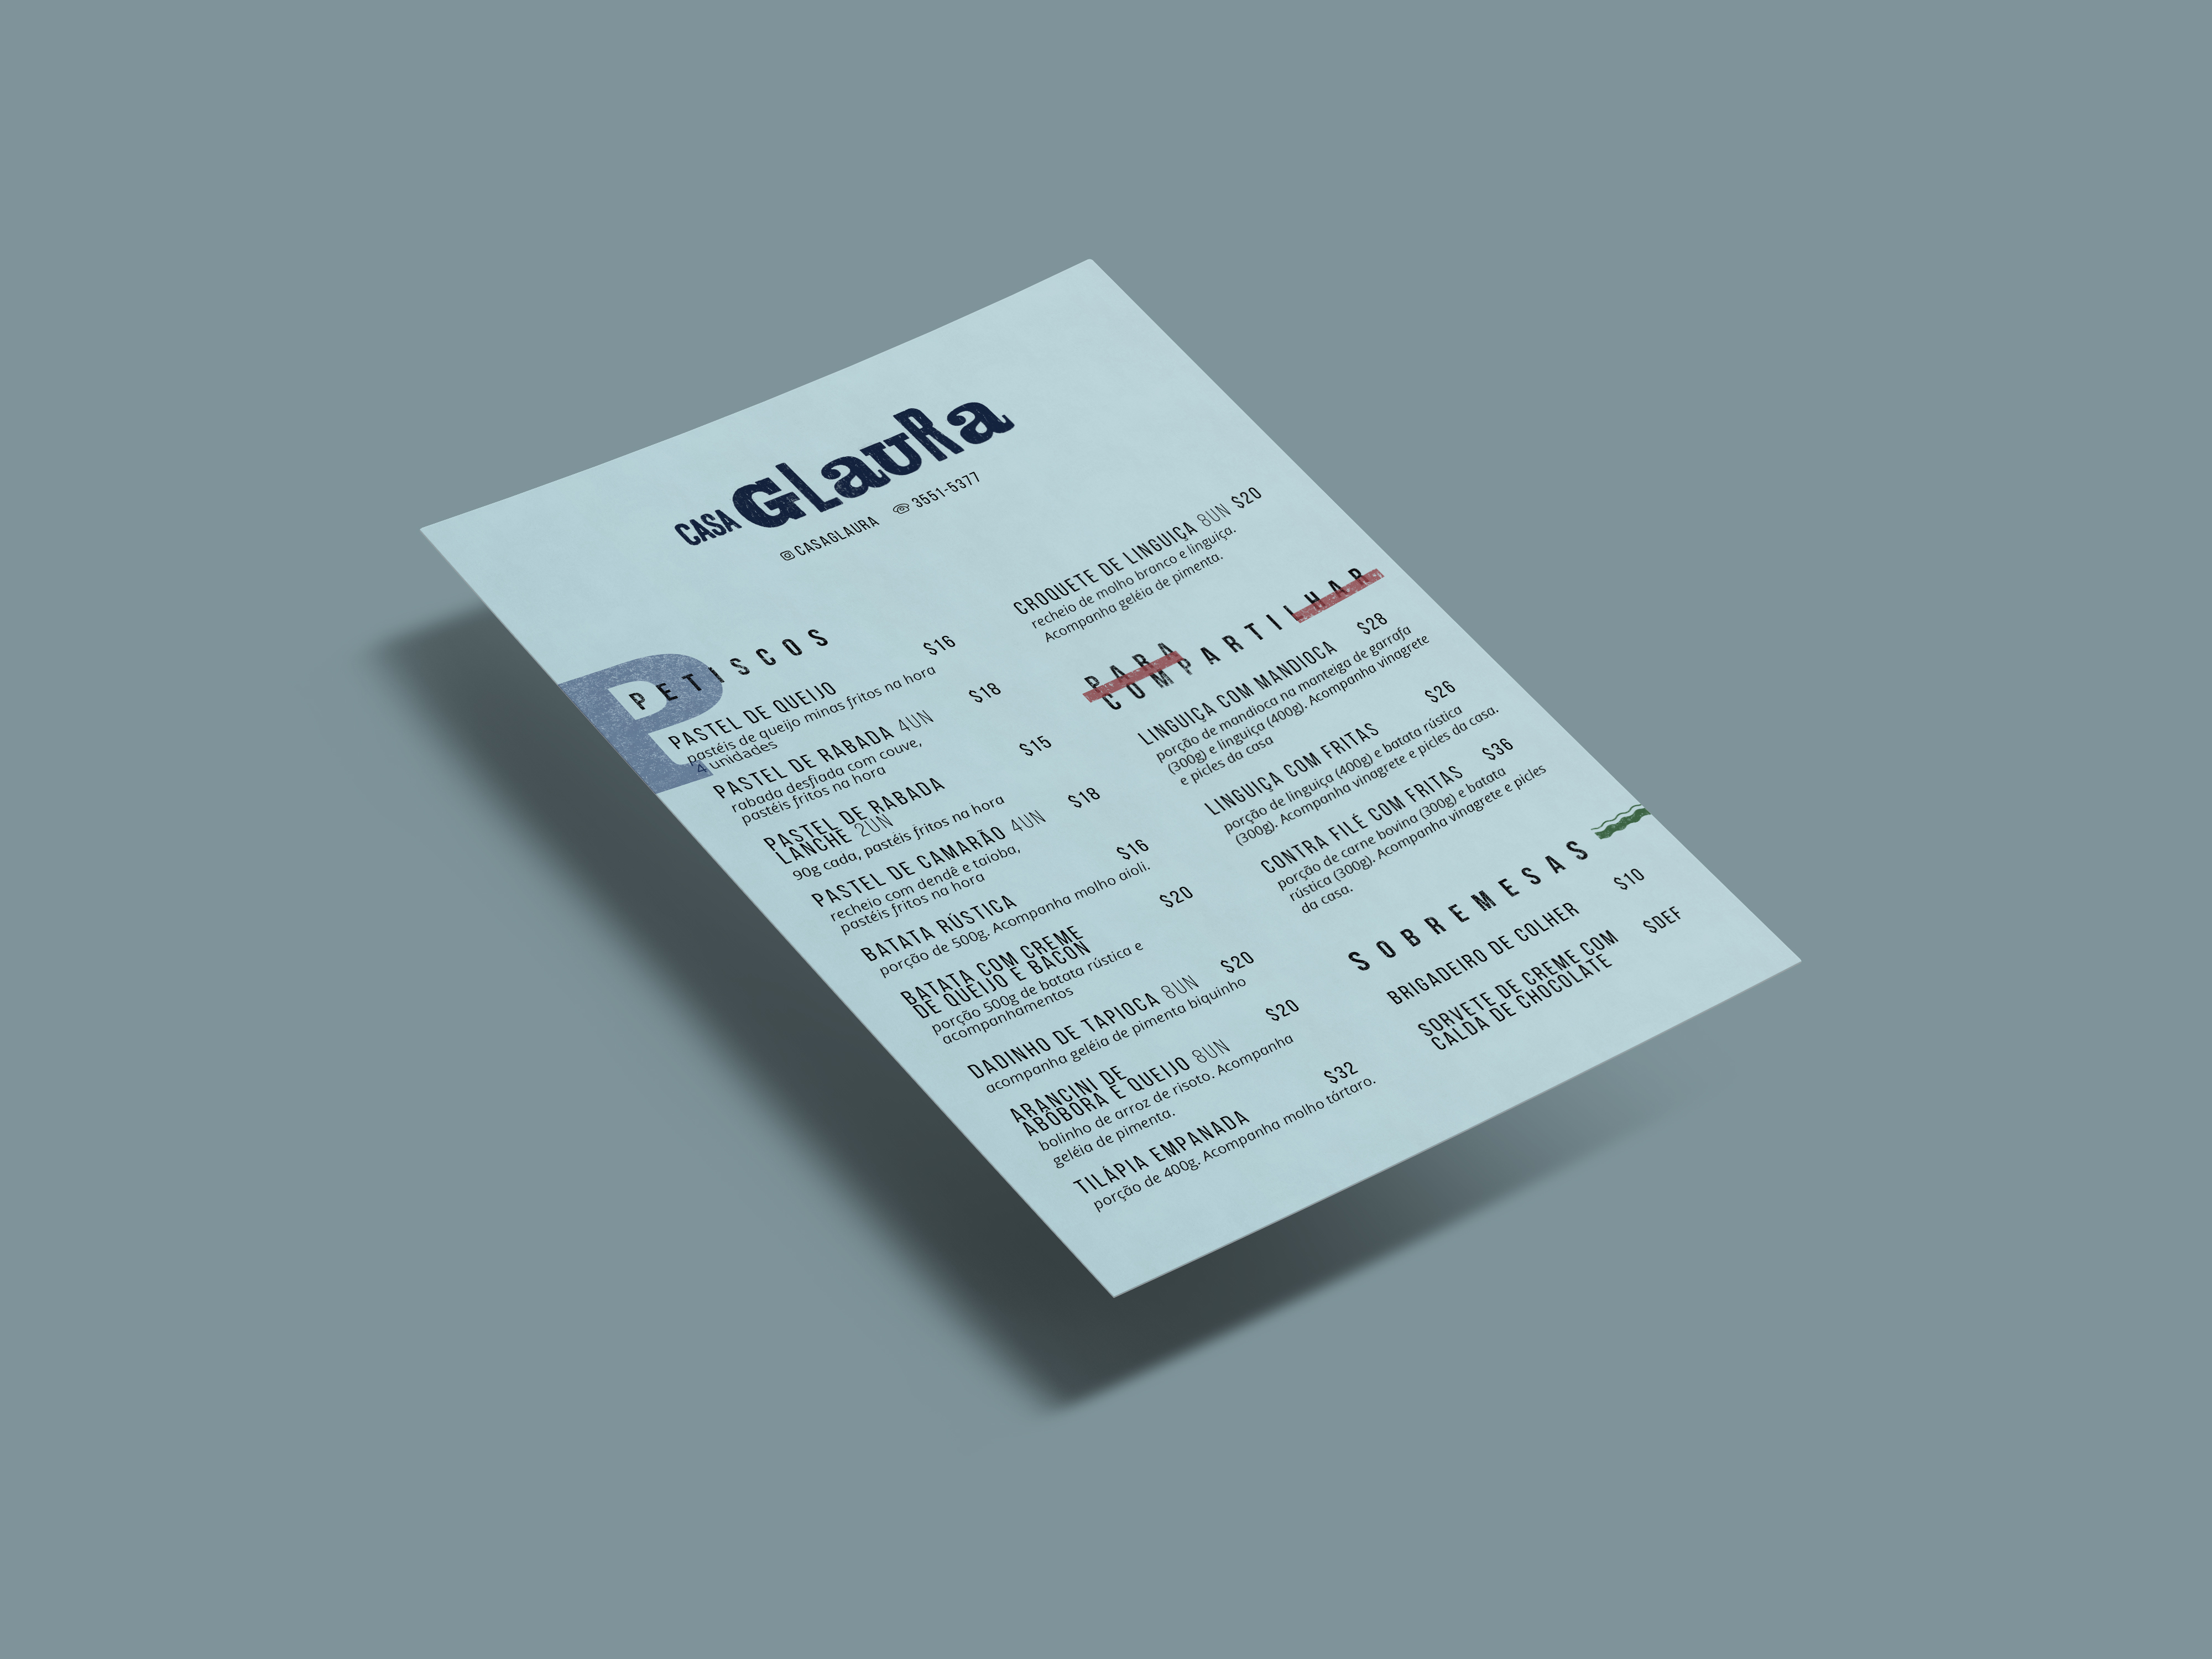 CASA GLauRa
CASAGLAURA 3551-5377
PETISCOS
PASTEL DE QUEIJO $16
pastéis de queijo minas fritos na hora
4 unidades
PASTEL DE RABADA 4UN $18
rabada desfiada com couve,
pastéis fritos na hora
PASTEL DE RABADA $15
LANCHE 2UN
90g cada, pastéis fritos na hora
PASTEL DE CAMARÃO 4UN $18
recheio com dendê e taioba,
pastéis fritos na hora
BATATA RÚSTICA $16
porção de 500g. Acompanha molho aioli.
BATATA COM CREME $20
DE QUEIJO E BACON
porção 500g de batata rústica e
acompanhamentos
DADINHO DE TAPIOCA 8UN $20
acompanha geléia de pimenta biquinho
ARANCINI DE $20
ABÓBORA E QUEIJO 8UN
bolinho de arroz de risoto. Acompanha
geléia de pimenta.
TILÁPIA EMPANADA $32
porção de 400g. Acompanha molho tártaro.
CROQUETE DE LINGUIÇA 8UN $20
recheio de molho branco e linguiça.
Acompanha geléia de pimenta.
PARA
COMPARTILHAR
LINGUIÇA COM MANDIOCA $28
porção de mandioca na manteiga de garrafa
(300g) e linguiça (400g). Acompanha vinagrete
e picles da casa
LINGUIÇA COM FRITAS $26
porção de linguiça (400g) e batata rústica
(300g). Acompanha vinagrete e picles da casa.
CONTRA FILÉ COM FRITAS $36
porção de carne bovina (300g) e batata
rústica (300g). Acompanha vinagrete e picles
da casa.
SOBREMESAS
BRIGADEIRO DE COLHER $10
SORVETE DE CREME COM $DEF
CALDA DE CHOCOLATE